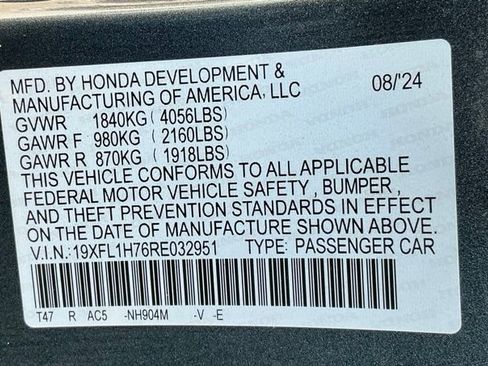 MFD. BY HONDA DEVELOPMENT & 08/'24
MANUFACTURING OF AMERICA, LLC
GVWR 1840KG (4056LBS)
GAWR F 980KG (2160LBS)
GAWR R 870KG (1918LBS)
THIS VEHICLE CONFORMS TO ALL APPLICABLE
FEDERAL MOTOR VEHICLE SAFETY, BUMPER,
AND THEFT PREVENTION STANDARDS IN EFFECT
ON THE DATE OF MANUFACTURE SHOWN ABOVE.
V.I.N.:19XFL1H76RE032951 TYPE: PASSENGER CAR
T47 R AC5 -NH904M -V -E